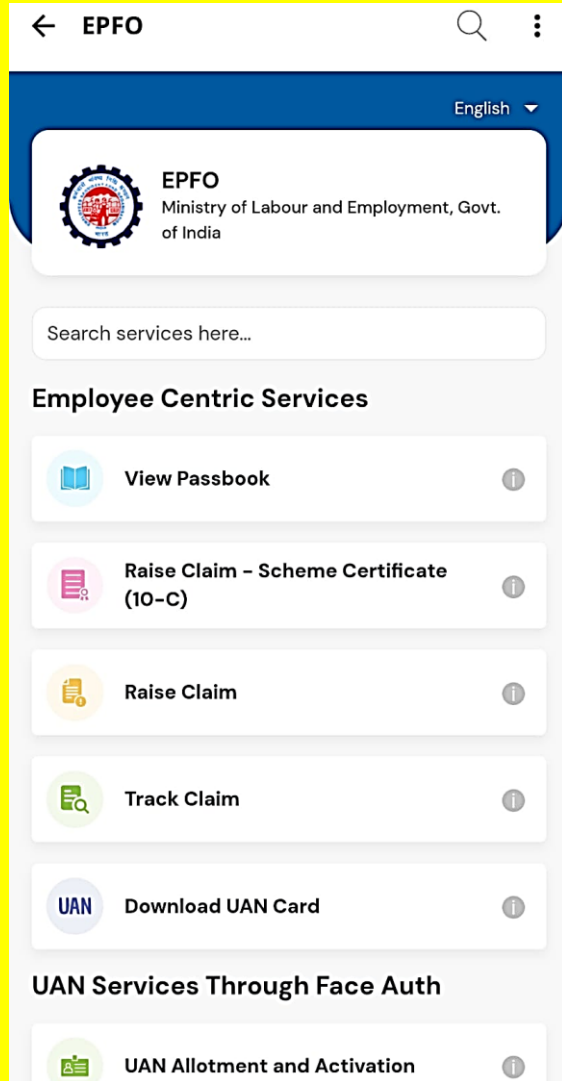 EPFO
English
EPFO
Ministry of Labour and Employment, Govt.
of India
Search services here...
Employee Centric Services
View Passbook
Raise Claim – Scheme Certificate
(10-C)
Raise Claim
Track Claim
UAN
Download UAN Card
UAN Services Through Face Auth
UAN Allotment and Activation